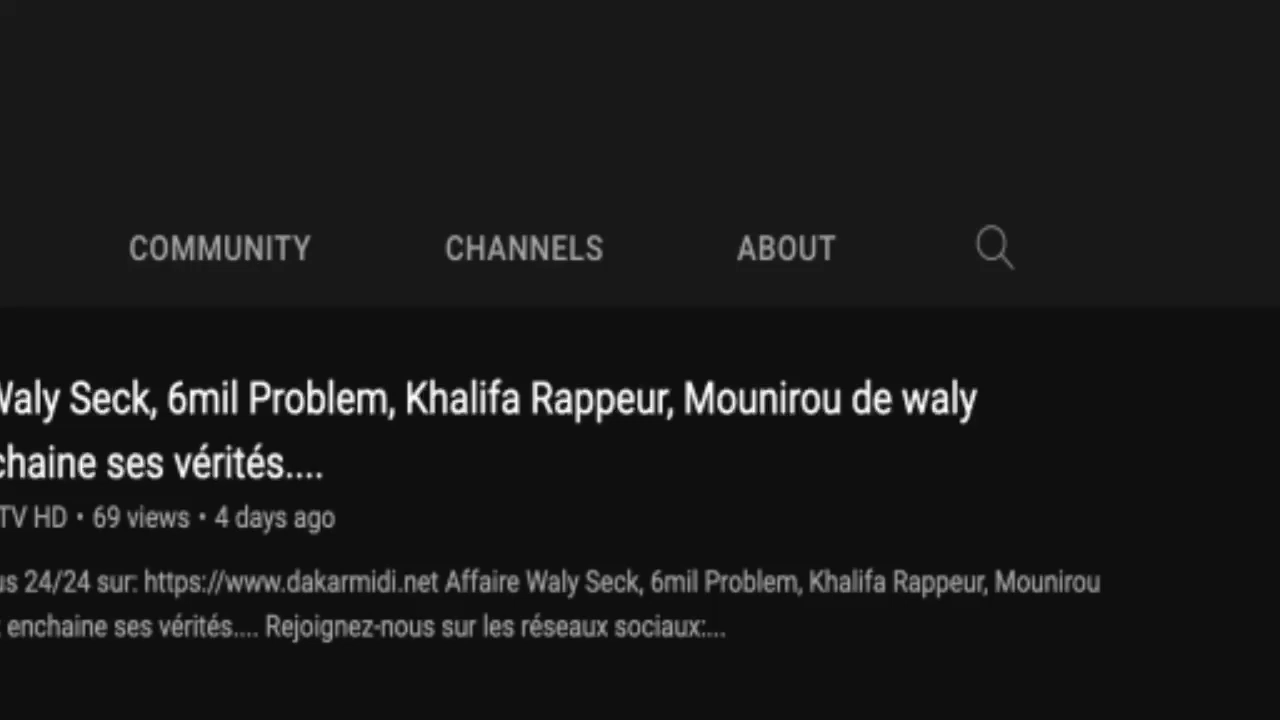 COMMUNITY CHANNELS ABOUT
Waly Seck, 6mil Problem, Khalifa Rappeur, Mounirou de waly
chaine ses vérités....
TV HD • 69 views • 4 days ago
us 24/24 sur: https://www.dakarmidi.net Affaire Waly Seck, 6mil Problem, Khalifa Rappeur, Mounirou
enchaine ses vérités.... Rejoignez-nous sur les réseaux sociaux:...